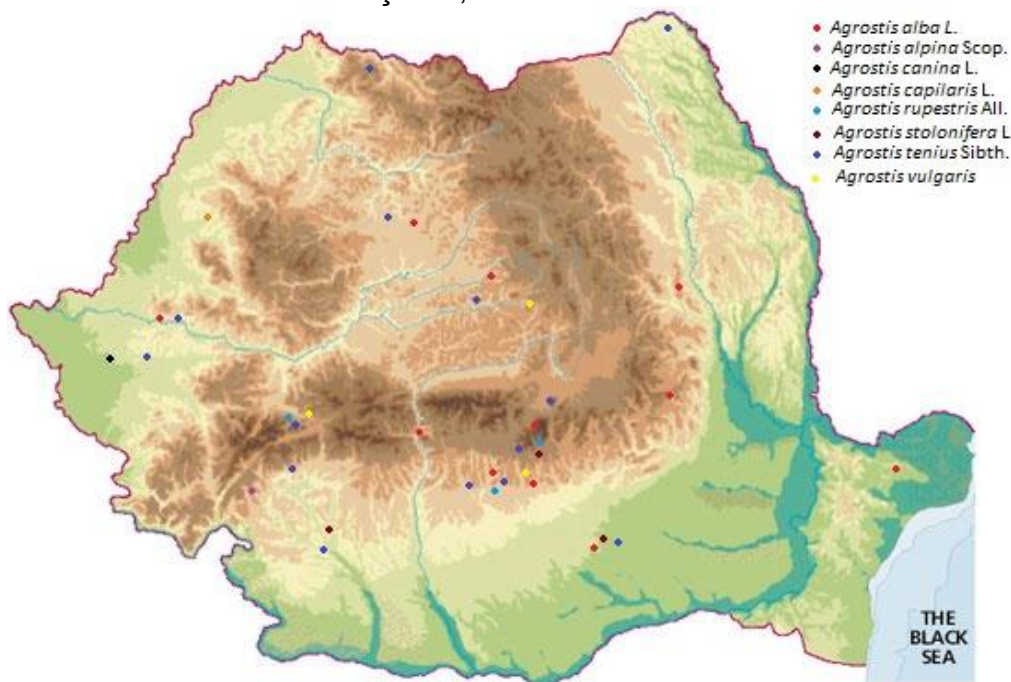 Agrostis alba L.
Agrostis alpina Scop.
Agrostis canina L.
Agrostis capilaris L.
Agrostis rupestris All.
Agrostis stolonifera L
Agrostis tenius Sibth.
Agrostis vulgaris
THE
BLACK
SEA